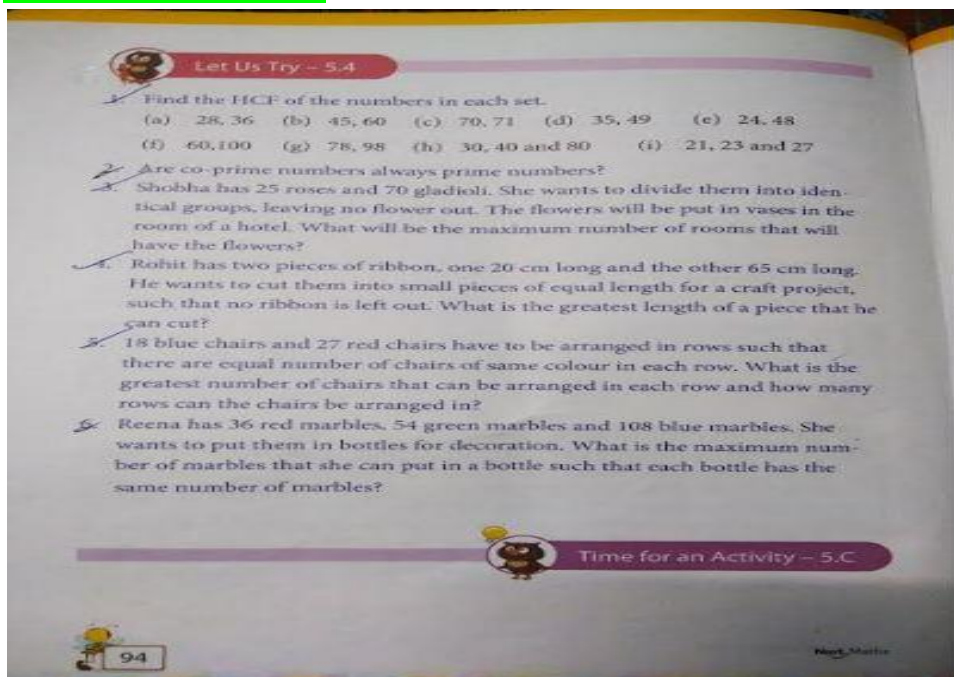 Let Us Try – 5.4
1. Find the HCF of the numbers in each set.
(a) 28, 36 (b) 45, 60 (c) 70, 71 (d) 35, 49 (e) 24, 48
(f) 60,100 (g) 78, 98 (h) 30, 40 and 80 (i) 21, 23 and 27
2. Are co-prime numbers always prime numbers?
3. Shobha has 25 roses and 70 gladioli. She wants to divide them into iden-
tical groups, leaving no flower out. The flowers will be put in vases in the
room of a hotel. What will be the maximum number of rooms that will
have the flowers?
4. Rohit has two pieces of ribbon, one 20 cm long and the other 65 cm long.
He wants to cut them into small pieces of equal length for a craft project,
such that no ribbon is left out. What is the greatest length of a piece that he
can cut?
5. 18 blue chairs and 27 red chairs have to be arranged in rows such that
there are equal number of chairs of same colour in each row. What is the
greatest number of chairs that can be arranged in each row and how many
rows can the chairs be arranged in?
6. Reena has 36 red marbles, 54 green marbles and 108 blue marbles. She
wants to put them in bottles for decoration. What is the maximum num-
ber of marbles that she can put in a bottle such that each bottle has the
same number of marbles?
Time for an Activity – 5.C
94
Maths